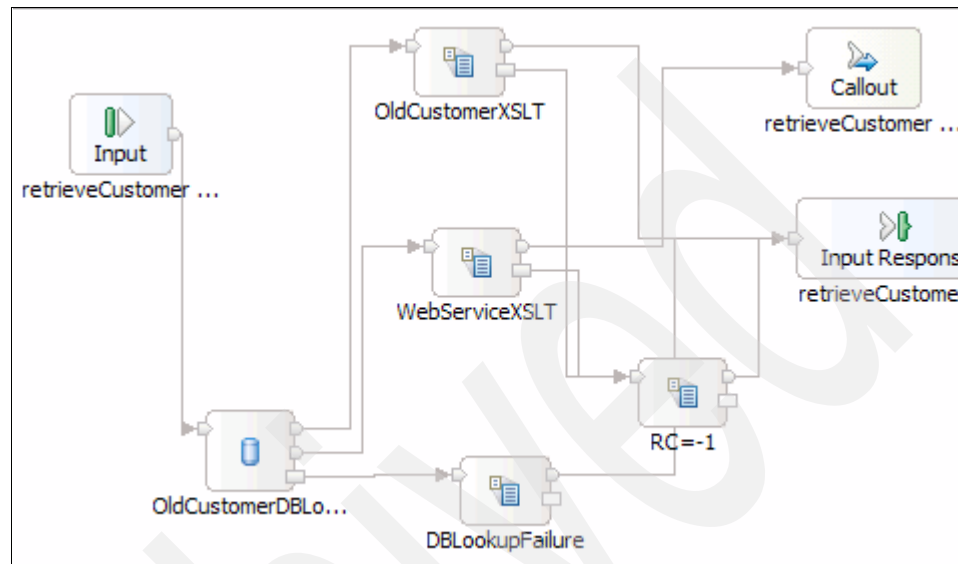 OldCustomerXSLT
Callout
retrieveCustomer ...
Input
retrieveCustomer ...
Input Respons
retrieveCustome
WebServiceXSLT
RC=-1
OldCustomerDBLo...
DBLookupFailure